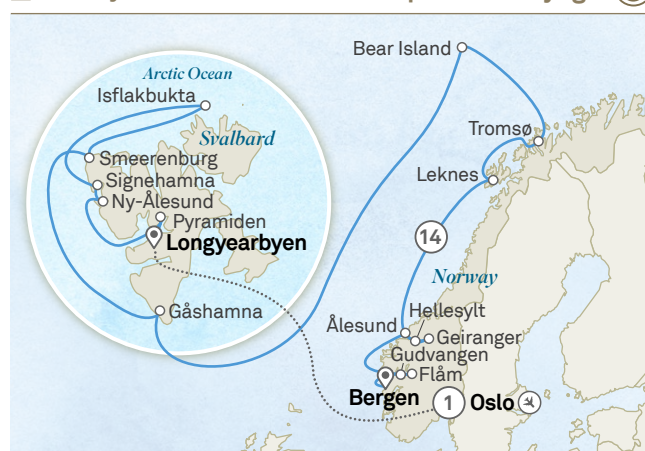 Bear Island
Arctic Ocean
Isflakbukta
Svalbard
Tromsø
Smeerenburg
Signehamna
Ny-Ålesund
Pyramiden
Longyearbyen
Leknes
14
Norway
Gåshamna
Hellesylt
Ålesund
Geiranger
Gudvangen
Flåm
Bergen
1 Oslo